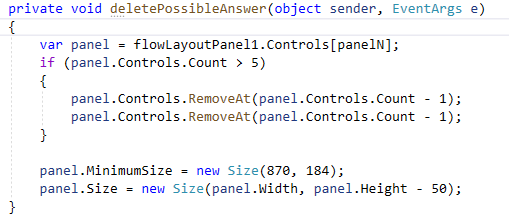 private void deletePossibleAnswer(object sender, EventArgs e)
{
    var panel = flowLayoutPanel1.Controls[panelN];
    if (panel.Controls.Count > 5)
    {
        panel.Controls.RemoveAt(panel.Controls.Count - 1);
        panel.Controls.RemoveAt(panel.Controls.Count - 1);
    }

    panel.MinimumSize = new Size(870, 184);
    panel.Size = new Size(panel.Width, panel.Height - 50);
}